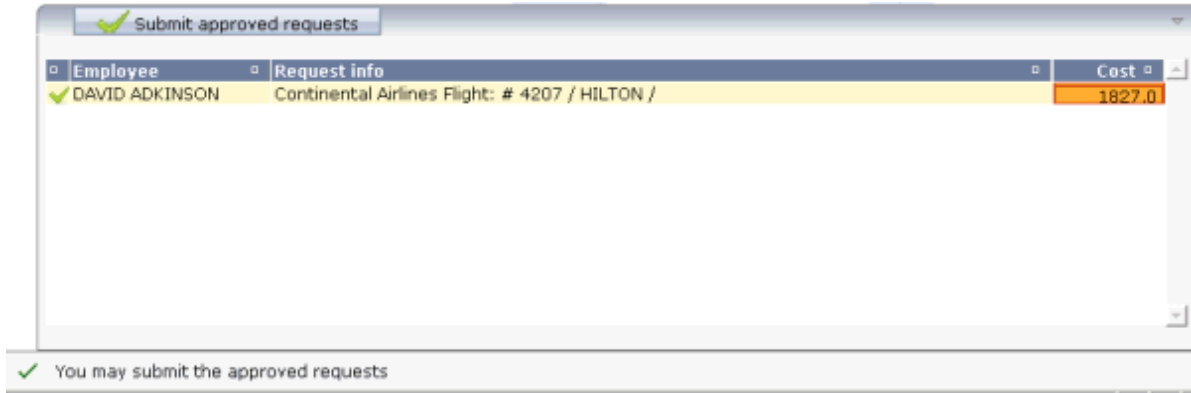 Submit approved requests
Employee Request info Cost
DAVID ADKINSON Continental Airlines Flight: # 4207 / HILTON / 1827.0
You may submit the approved requests